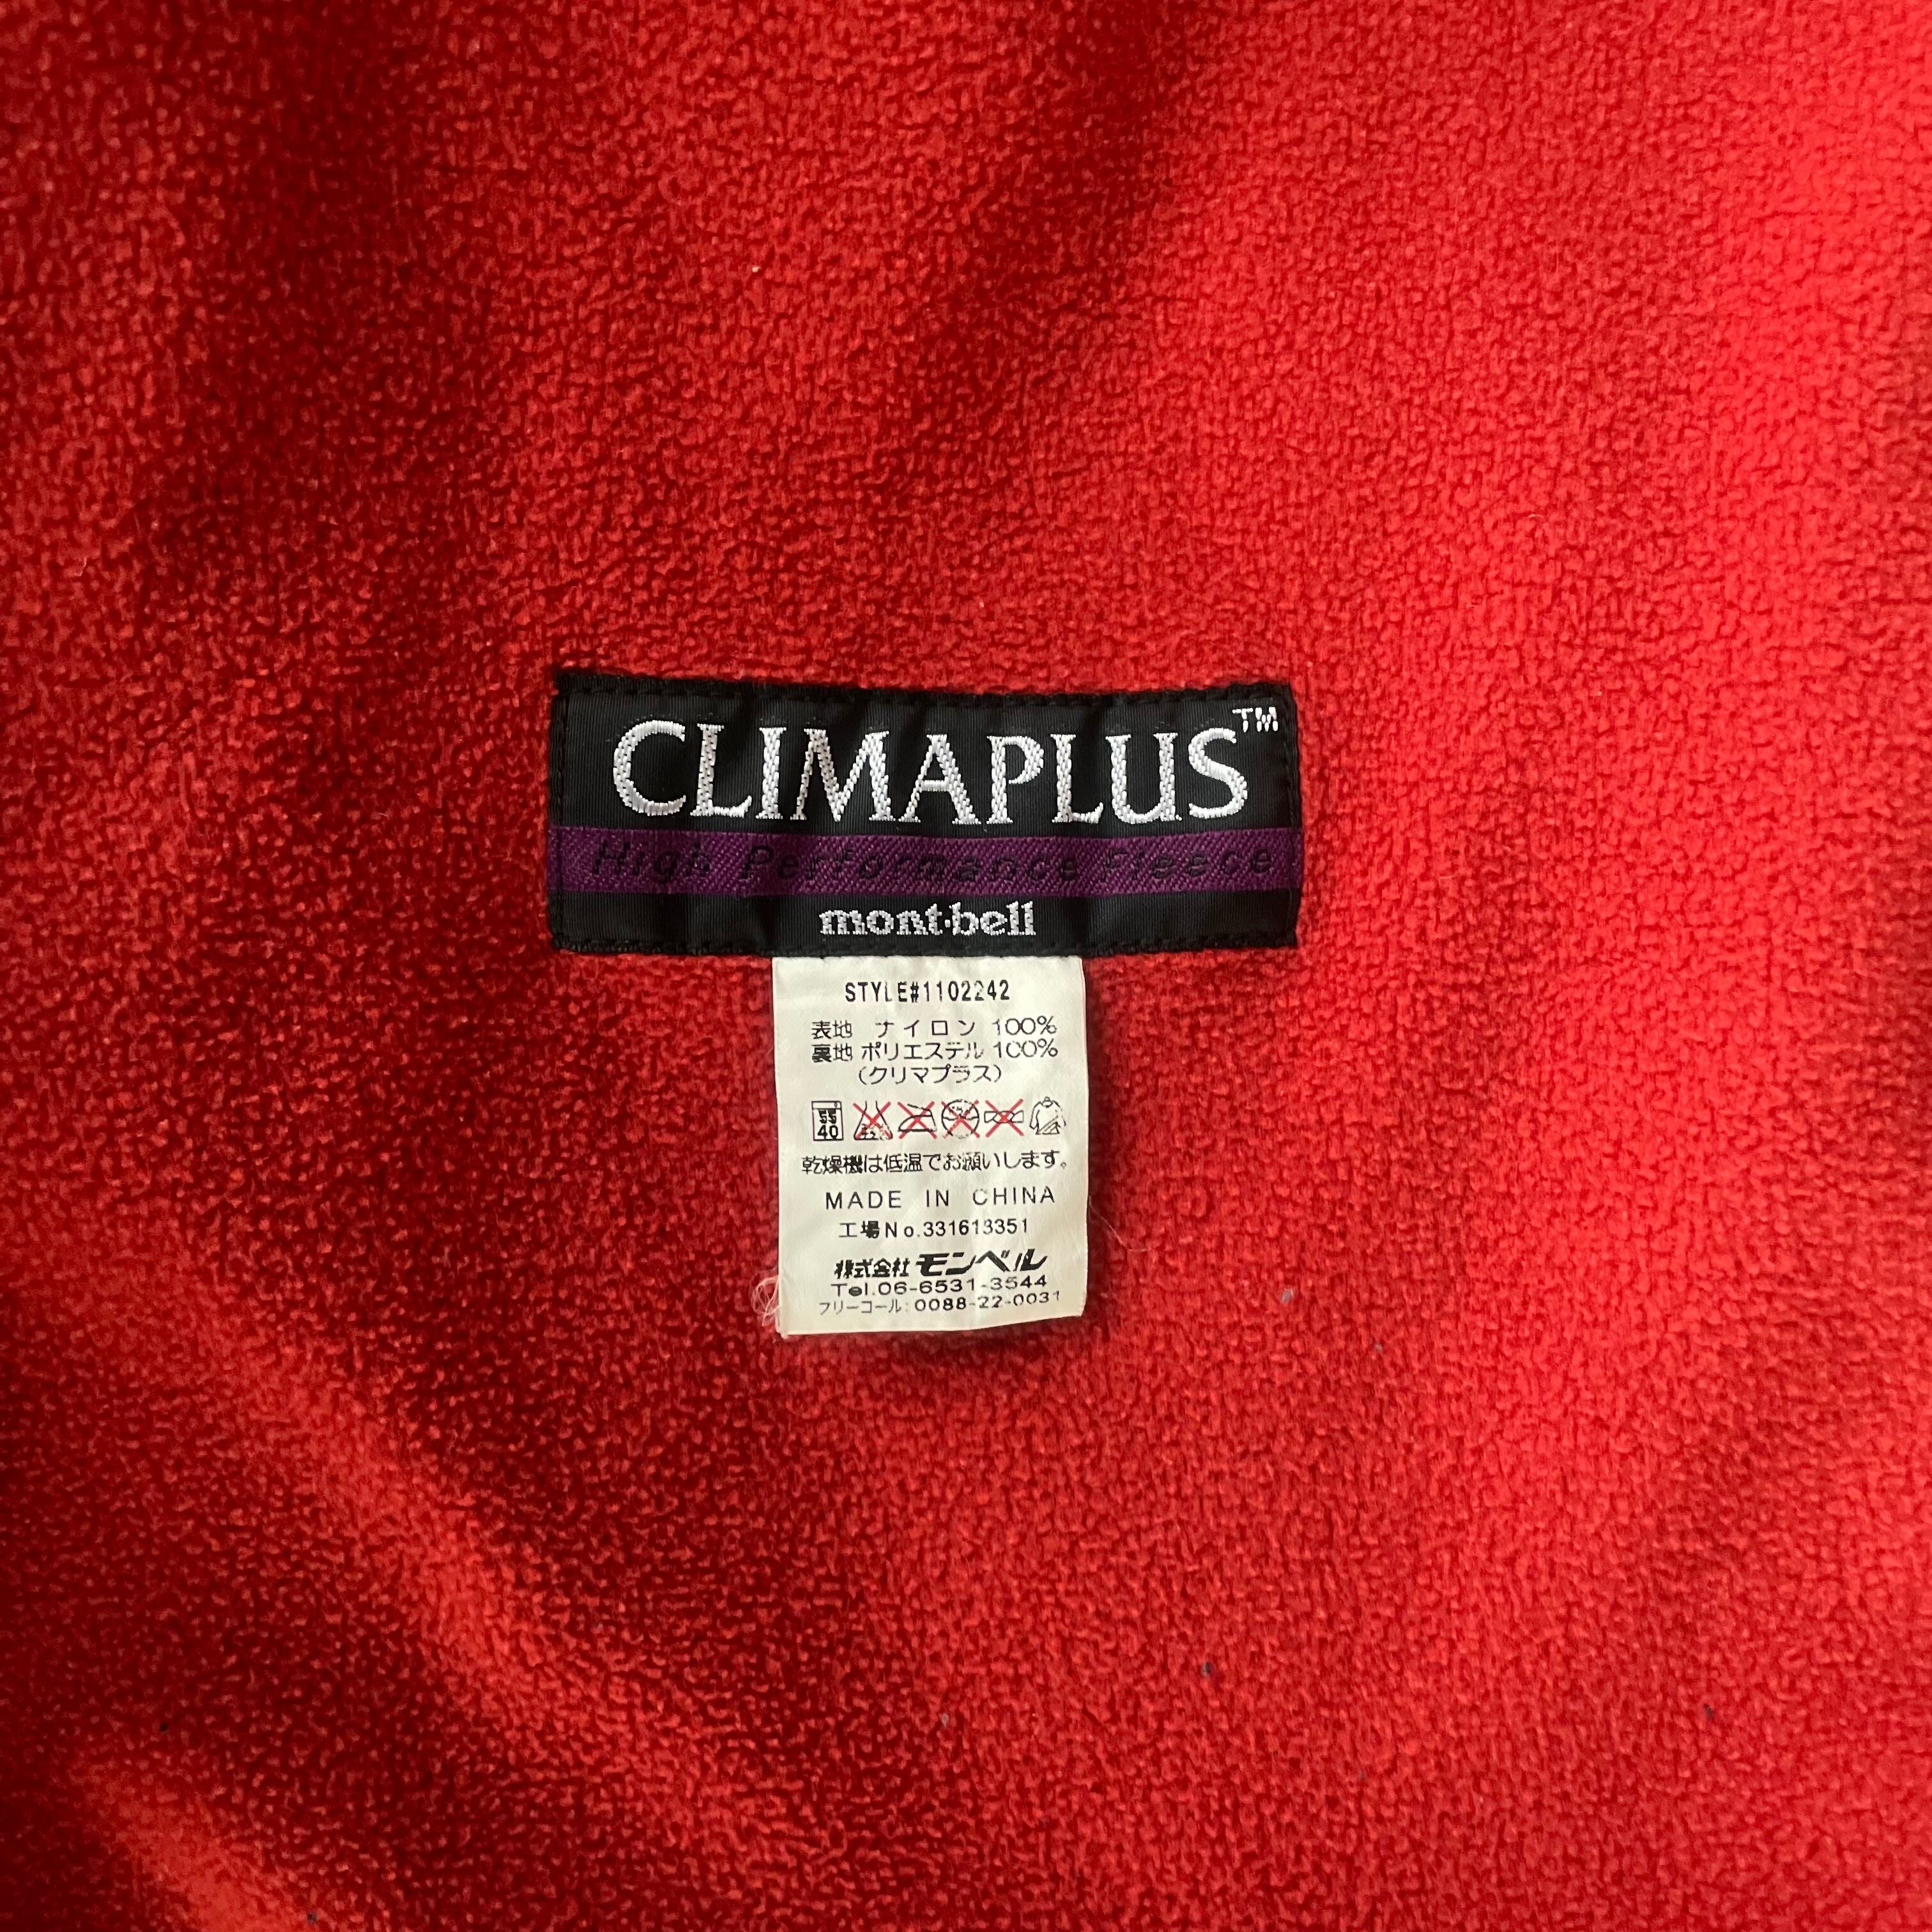 CLIMAPLUS™
High Performance Fleece
mont·bell
STYLE#1102242
表地 ナイロン 100%
裏地 ポリエステル 100%
(クリマプラス)
40
乾燥機は低温でお願いします。
MADE IN CHINA
工場No.331613351
株式会社 モンベル
Tel.06-6531-3544
フリーコール:0088-22-0031